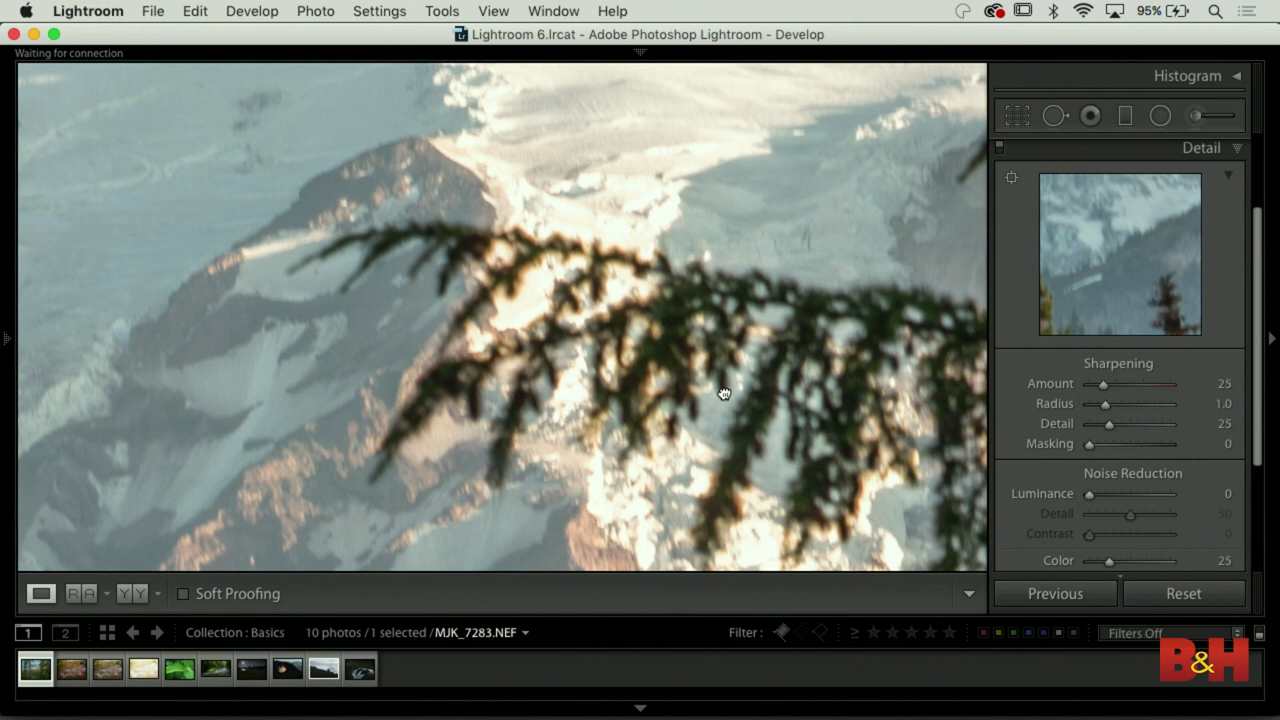 Lightroom File Edit Develop Photo Settings Tools View Window Help 95%
Lr Lightroom 6.lrcat - Adobe Photoshop Lightroom - Develop
Waiting for connection
Histogram
Detail
Sharpening
Amount 25
Radius 1.0
Detail 25
Masking 0
Noise Reduction
Luminance 0
Detail 50
Contrast 0
Color 25
R A Y Y Soft Proofing
Previous Reset
1 2 Collection : Basics 10 photos / 1 selected / MJK_7283.NEF Filter : ≥ Filters Off
B&H